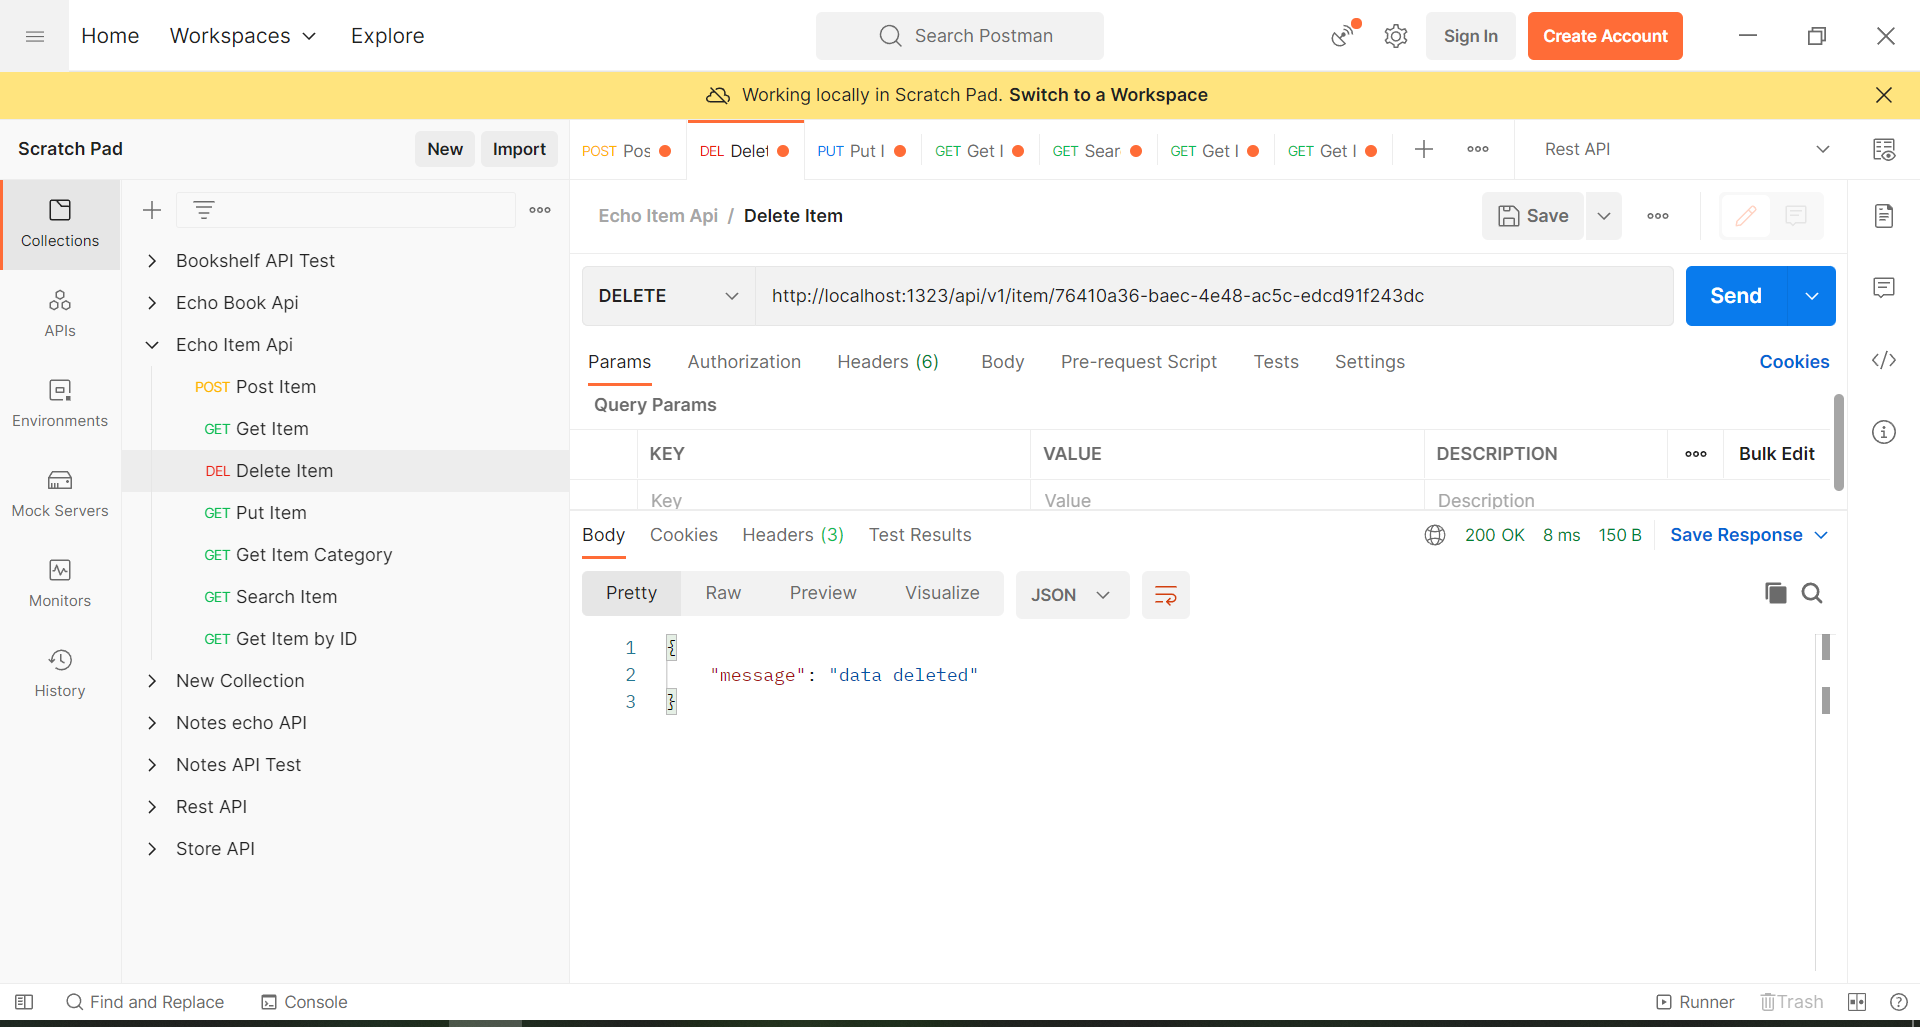 Home Workspaces Explore Search Postman Sign In Create Account
Working locally in Scratch Pad. Switch to a Workspace
Scratch Pad New Import
POST Pos DEL Delet PUT Put I GET Get I GET Sear GET Get I GET Get I Rest API
Collections
APIs
Environments
Mock Servers
Monitors
History
Bookshelf API Test
Echo Book Api
Echo Item Api
POST Post Item
GET Get Item
DEL Delete Item
GET Put Item
GET Get Item Category
GET Search Item
GET Get Item by ID
New Collection
Notes echo API
Notes API Test
Rest API
Store API
Echo Item Api / Delete Item Save
DELETE http://localhost:1323/api/v1/item/76410a36-baec-4e48-ac5c-edcd91f243dc Send
Params Authorization Headers (6) Body Pre-request Script Tests Settings Cookies
Query Params
KEY VALUE DESCRIPTION Bulk Edit
Key Value Description
Body Cookies Headers (3) Test Results 200 OK 8 ms 150 B Save Response
Pretty Raw Preview Visualize JSON
1 {
2 "message": "data deleted"
3 }
Find and Replace Console Runner Trash